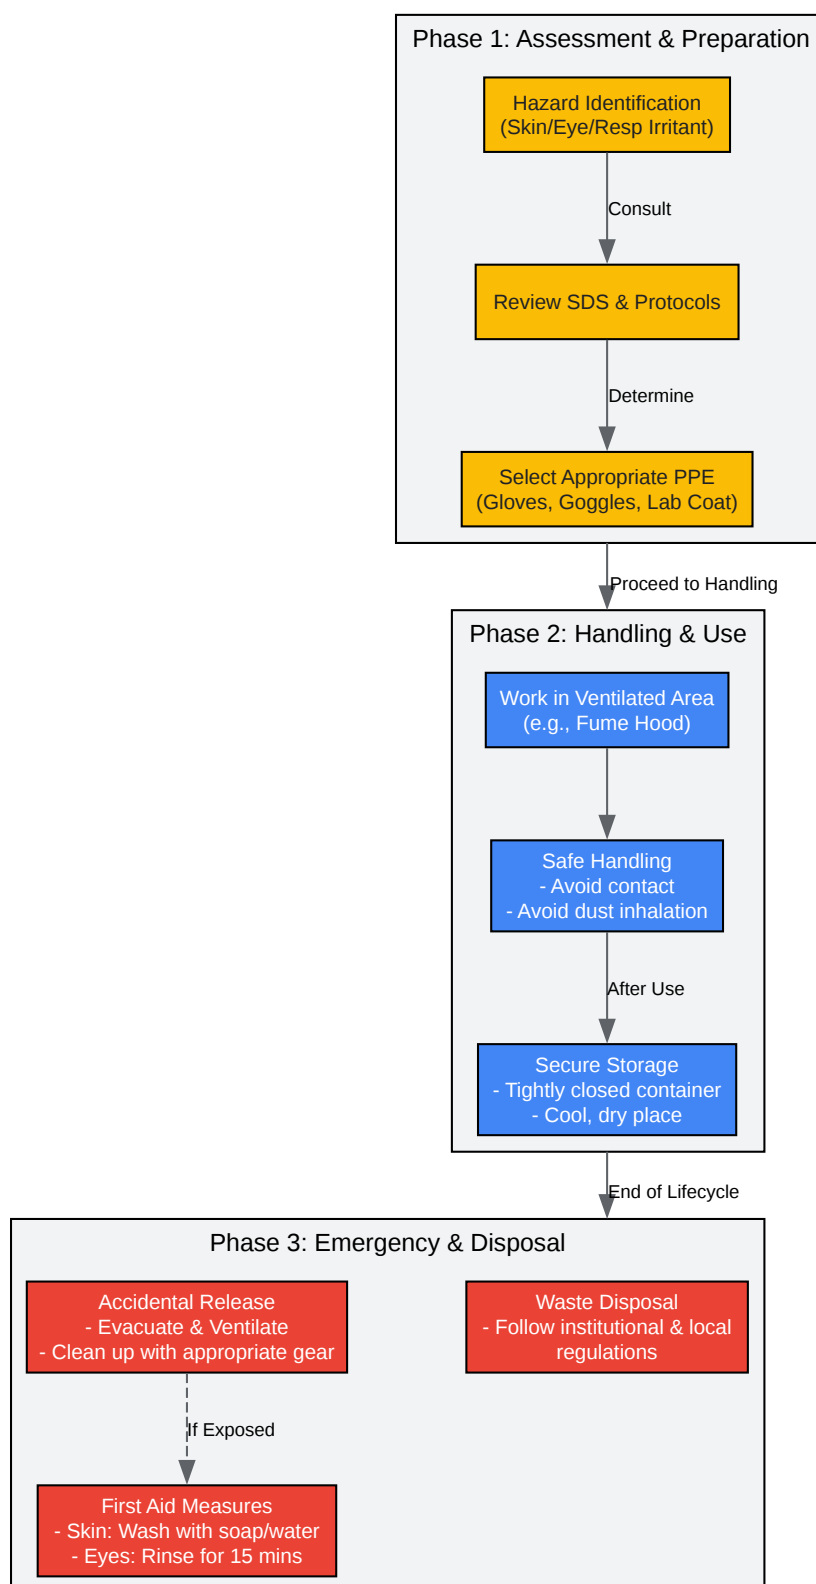 Phase 1: Assessment & Preparation
Hazard Identification
(Skin/Eye/Resp Irritant)
Consult
Review SDS & Protocols
Determine
Select Appropriate PPE
(Gloves, Goggles, Lab Coat)
Proceed to Handling
Phase 2: Handling & Use
Work in Ventilated Area
(e.g., Fume Hood)
Safe Handling
- Avoid contact
- Avoid dust inhalation
After Use
Secure Storage
- Tightly closed container
- Cool, dry place
End of Lifecycle
Phase 3: Emergency & Disposal
Accidental Release
- Evacuate & Ventilate
- Clean up with appropriate gear
Waste Disposal
- Follow institutional & local
regulations
If Exposed
First Aid Measures
- Skin: Wash with soap/water
- Eyes: Rinse for 15 mins